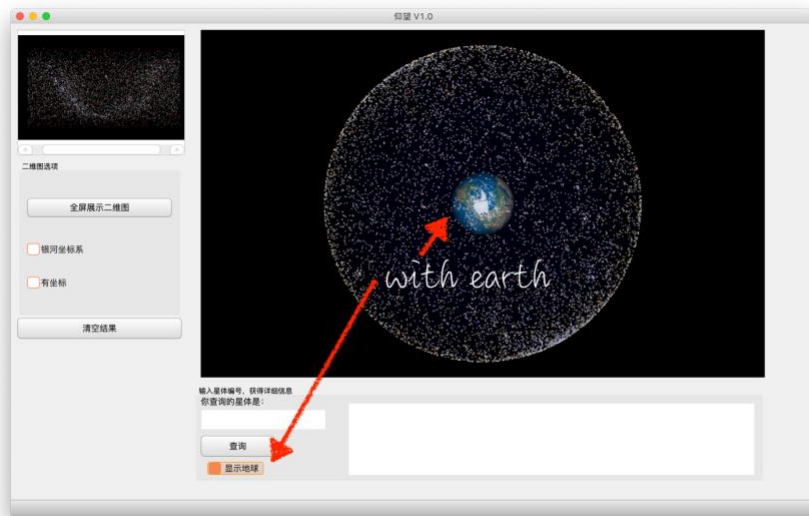 仰望 V1.0
二维图选项
全屏展示二维图
银河坐标系
有坐标
清空结果
with earth
输入星体编号、获得详细信息
你查询的星体是:
查询
显示地球